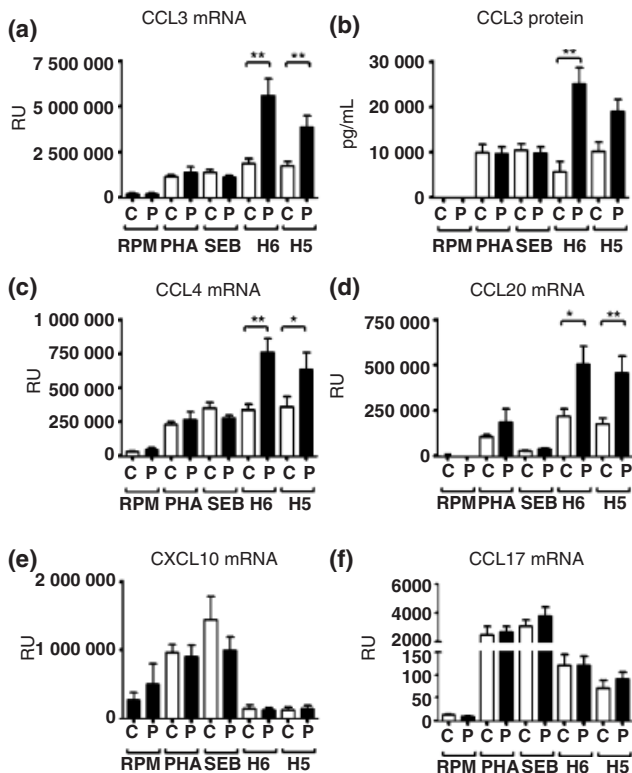 (a) CCL3 mRNA
RU
7 500 000
5 000 000
2 500 000
0
** **
C P C P C P C P C P
RPM PHA SEB H6 H5
(b) CCL3 protein
pg/mL
30 000
20 000
10 000
0
**
C P C P C P C P C P
RPM PHA SEB H6 H5
(c) CCL4 mRNA
RU
1 000 000
750 000
500 000
250 000
0
** *
C P C P C P C P C P
RPM PHA SEB H6 H5
(d) CCL20 mRNA
RU
750 000
500 000
250 000
0
* **
C P C P C P C P C P
RPM PHA SEB H6 H5
(e) CXCL10 mRNA
RU
2 000 000
1 000 000
0
C P C P C P C P C P
RPM PHA SEB H6 H5
(f) CCL17 mRNA
RU
6000
4000
2000
150
100
50
0
C P C P C P C P C P
RPM PHA SEB H6 H5